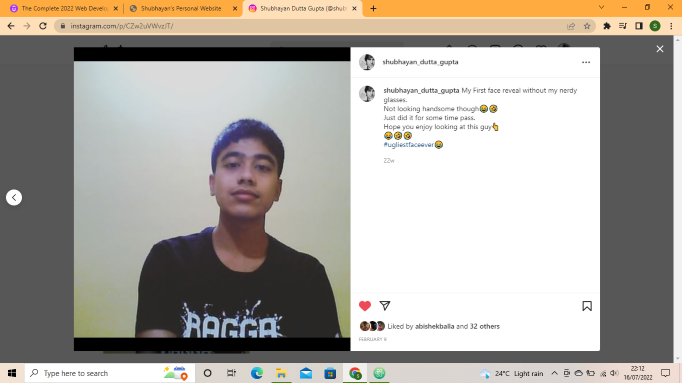 The Complete 2022 Web Develo
Shubhayan's Personal Website
Shubhayan Dutta Gupta (@shub
instagram.com/p/CZw2uVWvzJT/
S
shubhayan_dutta_gupta
shubhayan_dutta_gupta My First face reveal without my nerdy
glasses.
Not looking handsome though😂🤣
Just did it for some time pass.
Hope you enjoy looking at this guy👆
😂🤣🤣
#ugliestfaceever😂
22w
RAGGA
Liked by abishekballa and 32 others
FEBRUARY 9
Type here to search
24°C Light rain
22:12
16/07/2022